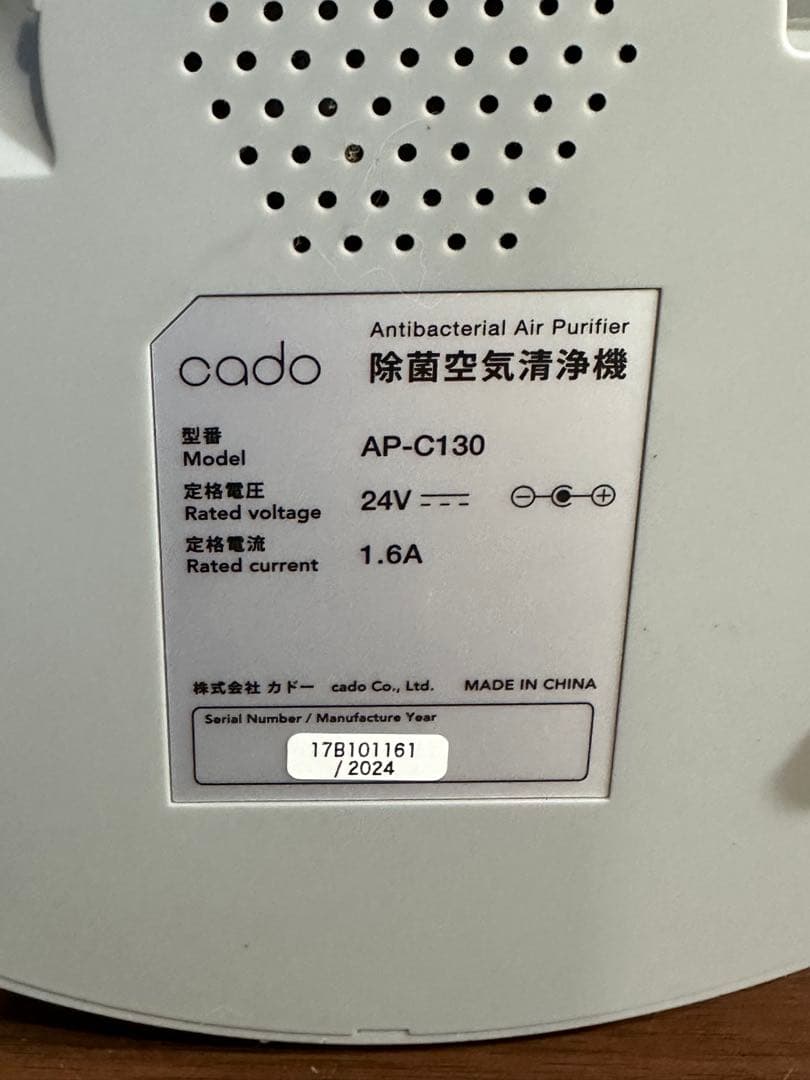 Antibacterial Air Purifier
cado 除菌空気清浄機
型番
Model AP-C130
定格電圧
Rated voltage 24V
定格電流
Rated current 1.6A
株式会社 カドー cado Co., Ltd. MADE IN CHINA
Serial Number / Manufacture Year
17B101161
/ 2024